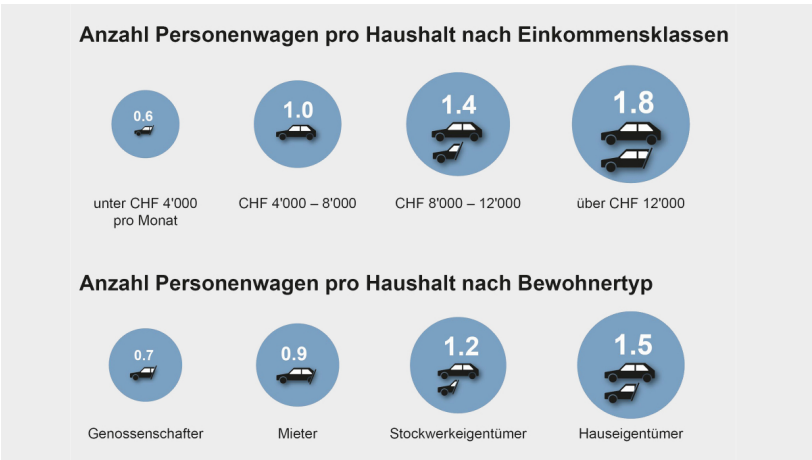 Anzahl Personenwagen pro Haushalt nach Einkommensklassen
0.6
1.0
1.4
1.8
unter CHF 4'000
pro Monat
CHF 4'000 – 8'000
CHF 8'000 – 12'000
über CHF 12'000
Anzahl Personenwagen pro Haushalt nach Bewohnertyp
0.7
0.9
1.2
1.5
Genossenschafter
Mieter
Stockwerkeigentümer
Hauseigentümer